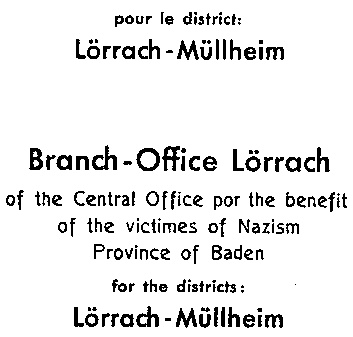 pour le district:
Lörrach-Müllheim
Branch-Office Lörrach
of the Central Office por the benefit
of the victimes of Nazism
Province of Baden
for the districts:
Lörrach-Müllheim